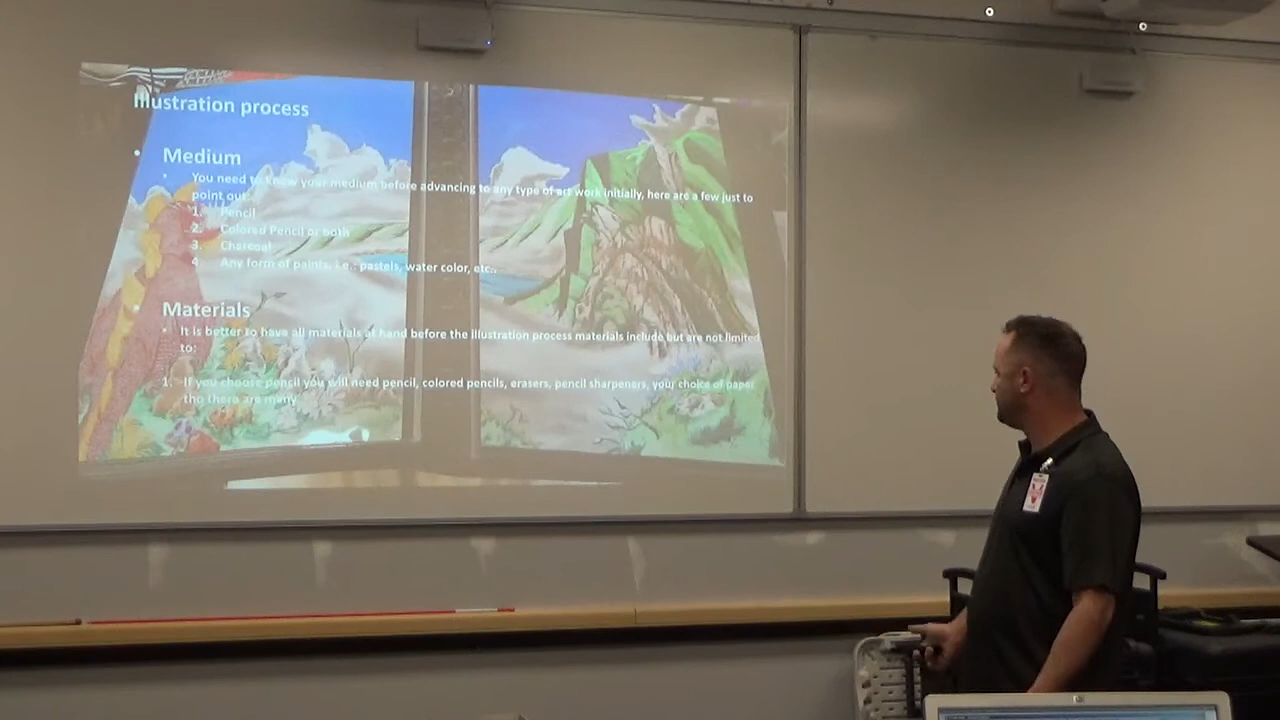 Illustration process
• Medium
• You need to know your medium before advancing to any type of art work initially, here are a few just to
point out:
1. Pencil
2. Colored Pencil or both
3. Charcoal
4. Any form of paints, i.e.: pastels, water color, etc..
• Materials
• It is better to have all materials at hand before the illustration process materials include but are not limited
to:
1. If you choose pencil you will need pencil, colored pencils, erasers, pencil sharpeners, your choice of paper
tho there are many